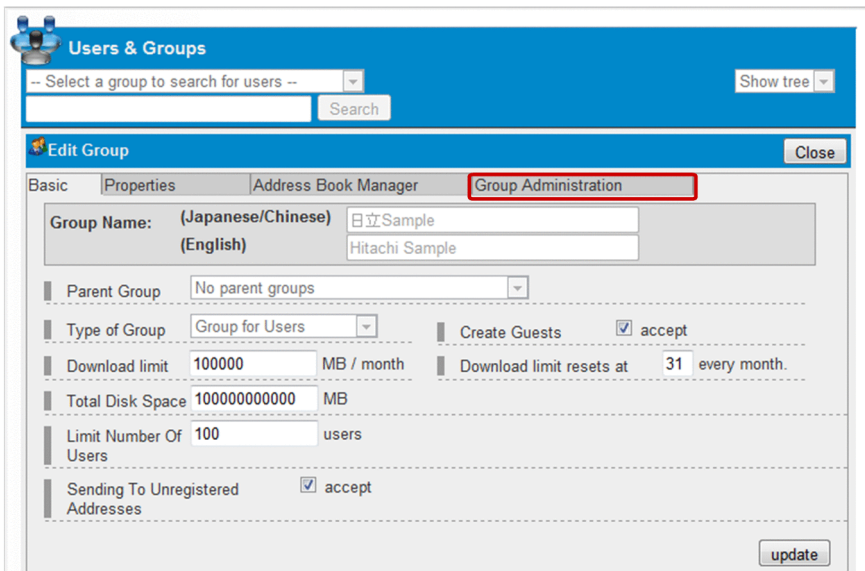 Users & Groups
-- Select a group to search for users --
Show tree
Search
Edit Group
Close
Basic Properties Address Book Manager Group Administration
Group Name: (Japanese/Chinese) 日立Sample
(English) Hitachi Sample
Parent Group No parent groups
Type of Group Group for Users Create Guests accept
Download limit 100000 MB / month Download limit resets at 31 every month.
Total Disk Space 100000000000 MB
Limit Number Of Users 100 users
Sending To Unregistered Addresses accept
update